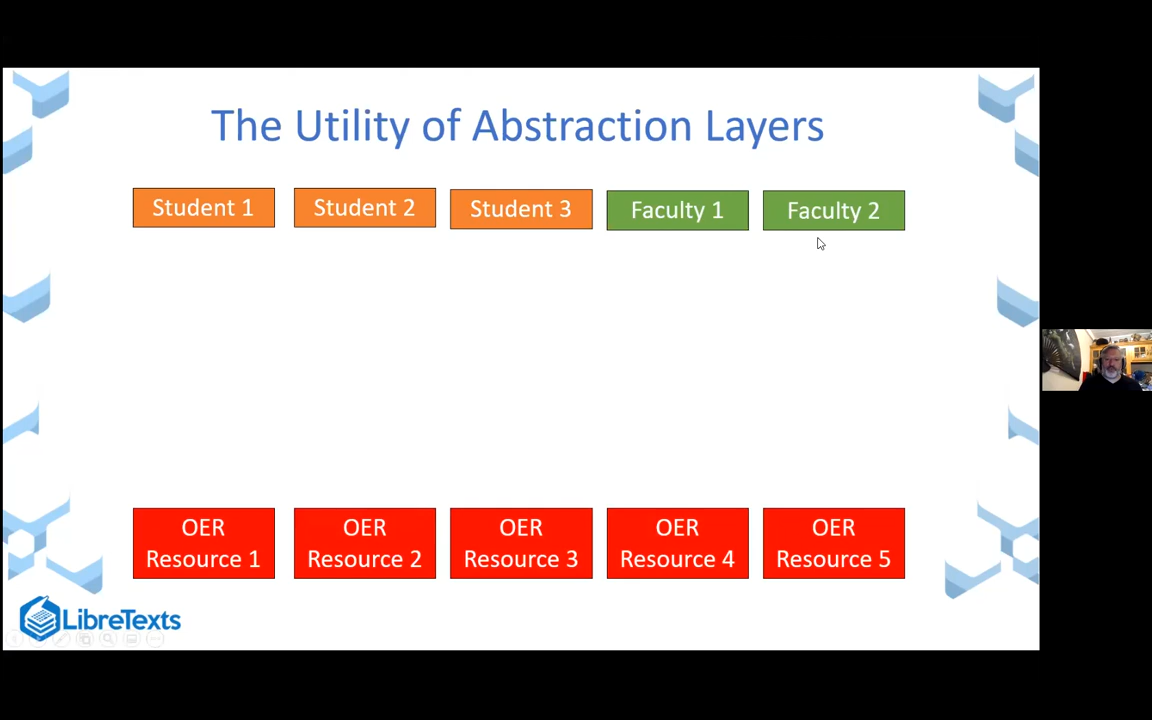 The Utility of Abstraction Layers
Student 1
Student 2
Student 3
Faculty 1
Faculty 2
OER
Resource 1
OER
Resource 2
OER
Resource 3
OER
Resource 4
OER
Resource 5
LibreTexts